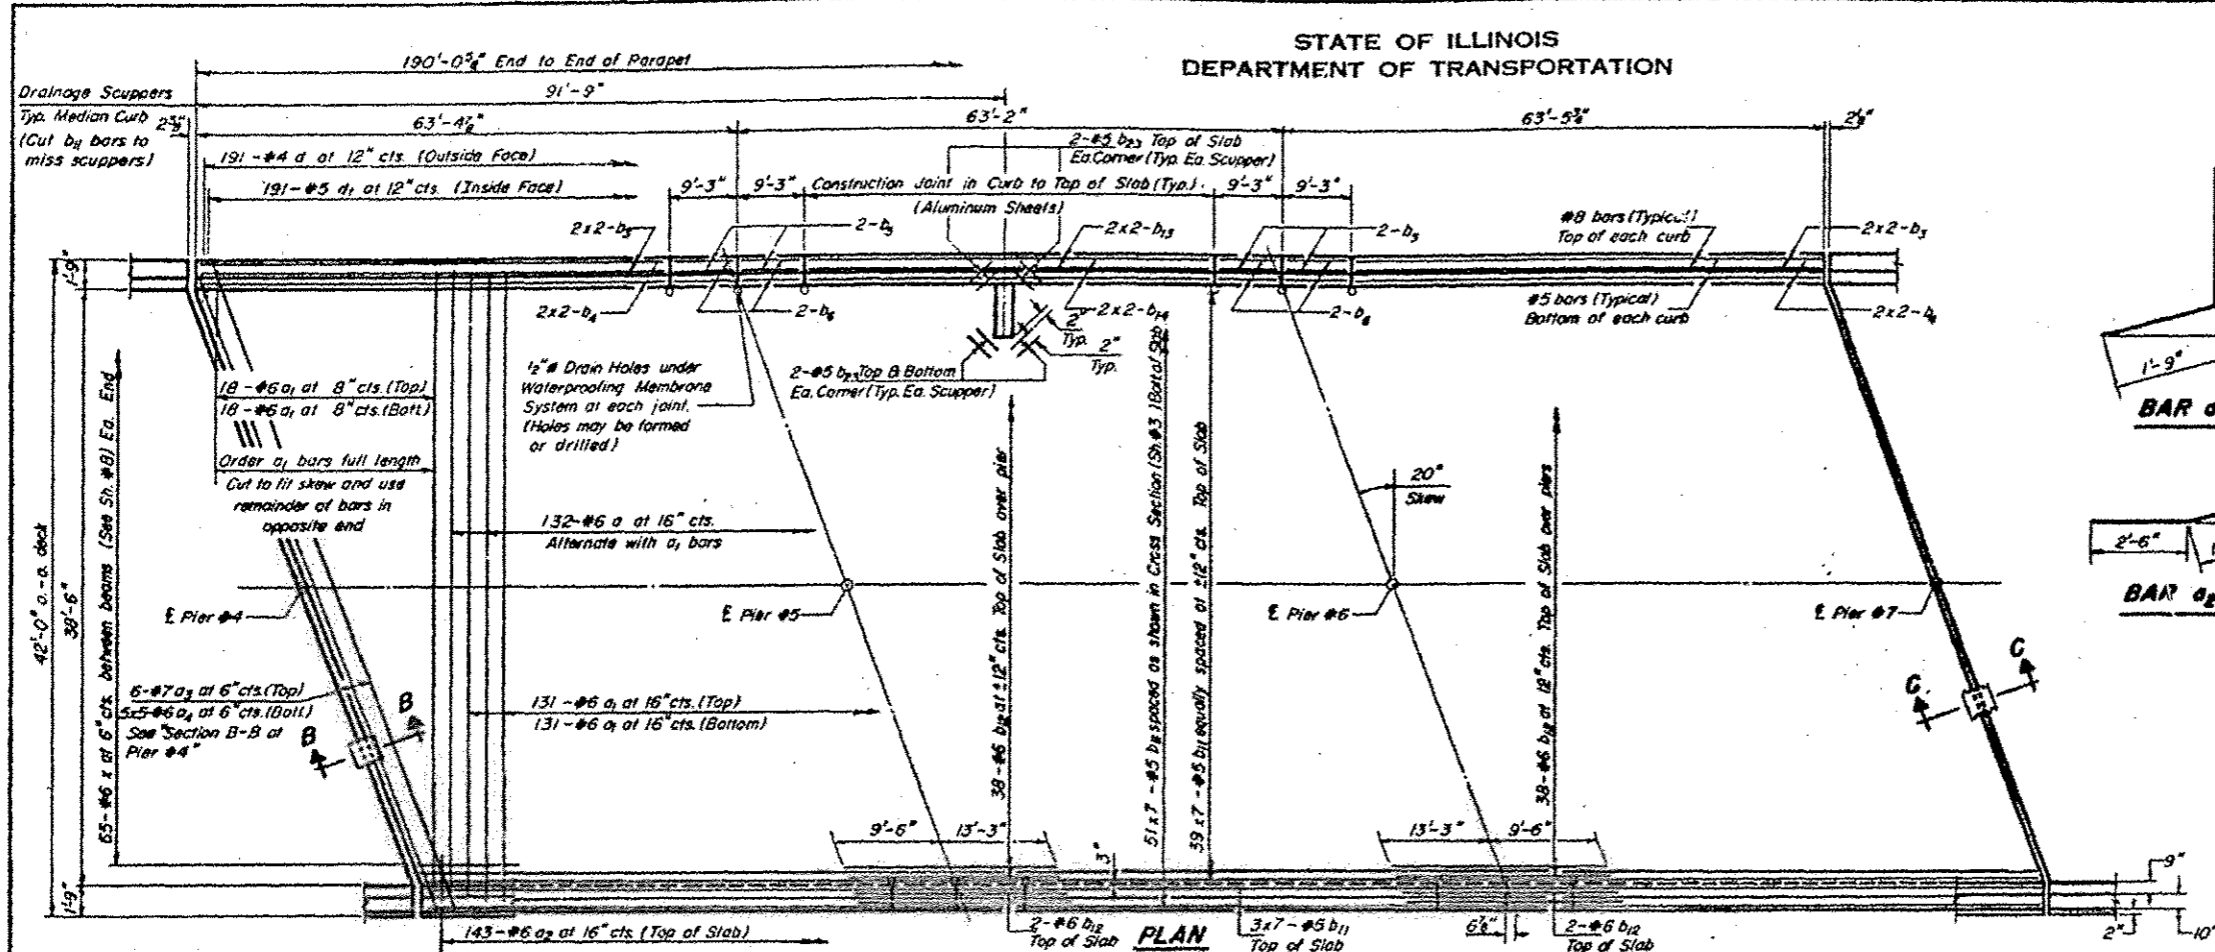 STATE OF ILLINOIS
DEPARTMENT OF TRANSPORTATION
190'-0¾" End to End of Parapet
91'-9"
Drainage Scuppers
Typ. Median Curb
(Cut b11 bars to
miss scuppers)
2⅜"
63'-4⅞"
63'-2"
63'-5¾"
2⅛"
191 - #4 d at 12" cts. (Outside Face)
191 - #5 d1 at 12" cts. (Inside Face)
2-#5 b23 Top of Slab
Ea. Corner (Typ. Ea. Scupper)
9'-3"
9'-3"
Construction Joint in Curb to Top of Slab (Typ.)
(Aluminum Sheets)
9'-3"
9'-3"
2x2-b3
2-b5
2x2-b13
2-b5
#8 bars (Typical)
Top of each curb
2x2-b3
1'-9"
2x2-b4
2-b6
2x2-b14
2-b6
#5 bars (Typical)
Bottom of each curb
2x2-b4
2"
Typ.
2"
Typ.
½"ø Drain Holes under
Waterproofing Membrane
System at each joint.
(Holes may be formed
or drilled)
2-#5 b23 Top & Bottom
Ea. Corner (Typ. Ea. Scupper)
18 - #6 a1 at 8" cts. (Top)
18 - #6 a1 at 8" cts. (Bott.)
Order a1 bars full length
Cut to fit skew and use
remainder of bars in
opposite end
132-#6 a at 16" cts.
Alternate with a1 bars
20°
Skew
1'-9"
BAR
2'-6"
BAR a2
42'-0" o.-o. deck
38'-6"
65-#6 x at 6" cts. between beams (See Sh. #8) Ea. End
38-#6 b12 at ±12" cts. Top of Slab over pier
51x7 - #5 b11 spaced as shown in Cross Section (Sh.#3) Bott. of Slab
39x7 - #5 b11 equally spaced at ±12" cts. Top of Slab
38-#6 b12 at 12" cts. Top of Slab over piers
℄ Pier #4
℄ Pier #5
℄ Pier #6
℄ Pier #7
6-#7 a3 at 6" cts. (Top)
5x5-#6 a4 at 6" cts. (Bott.)
See "Section B-B at
Pier #4"
B
B
C
C
131 - #6 a1 at 16" cts. (Top)
131 - #6 a1 at 16" cts. (Bottom)
9'-6"
13'-3"
3"
13'-3"
9'-6"
9"
1'-9"
143-#6 a2 at 16" cts. (Top of Slab)
2-#6 b12
Top of Slab
PLAN
3x7-#5 b11
Top of Slab
6⅞"
2-#6 b12
Top of Slab
2"
10"